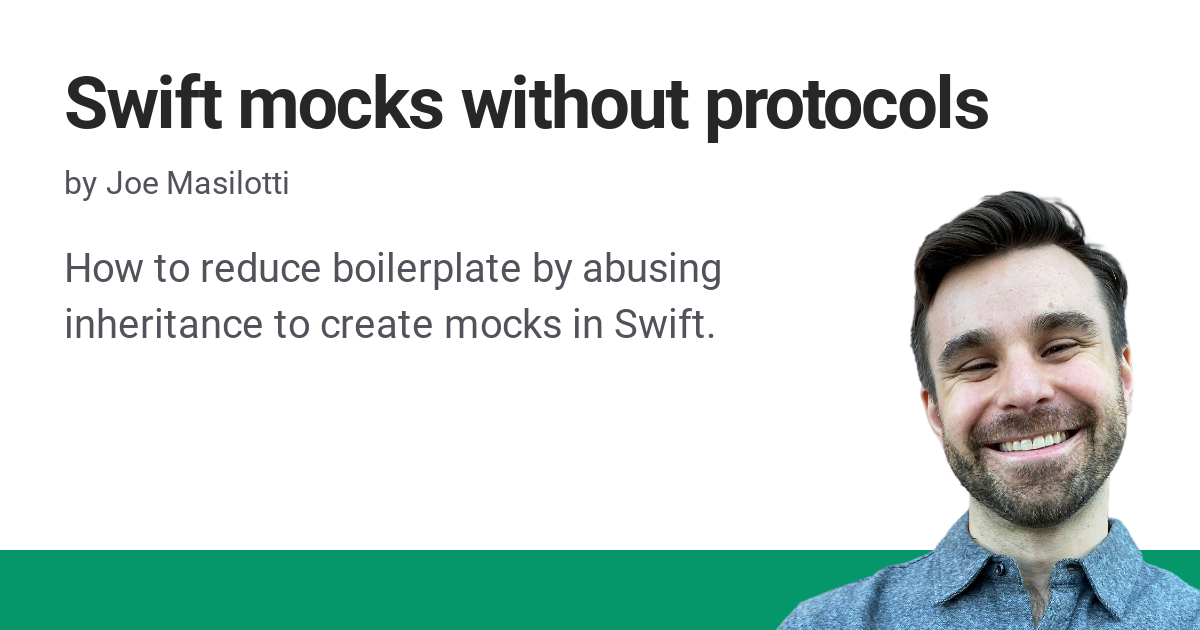 Swift mocks without protocols
by Joe Masilotti
How to reduce boilerplate by abusing
inheritance to create mocks in Swift.